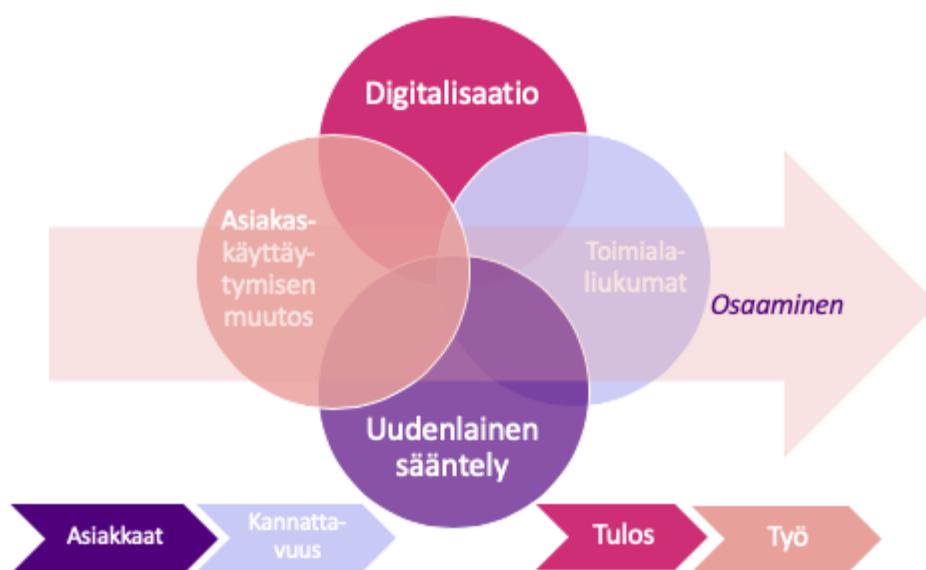 Digitalisaatio
Asiakas-
käyttäy-
tymisen
muutos
Toimiala-
liukumat
Osaaminen
Uudenlainen
sääntely
Asiakkaat
Kannatta-
vuus
Tulos
Työ